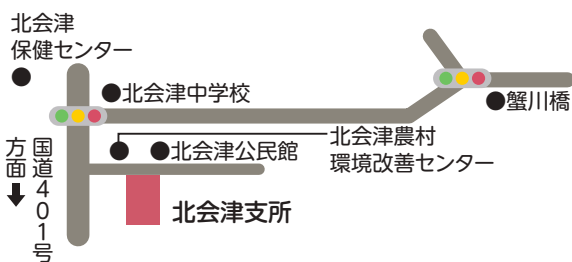 北会津
保健センター
北会津中学校
蟹川橋
北会津公民館
北会津農村
環境改善センター
国道401号
方面
北会津支所